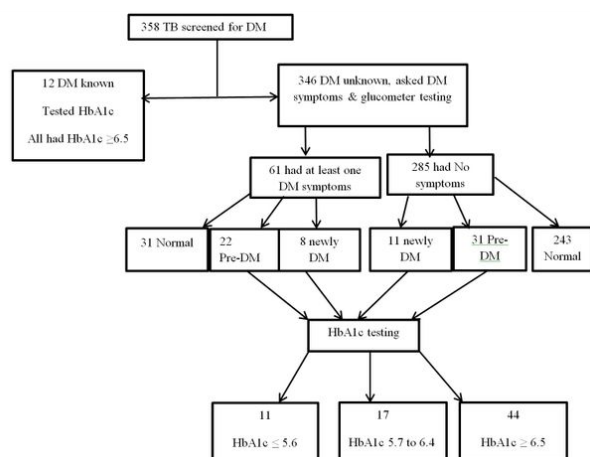 358 TB screened for DM
12 DM known
Tested HbA1c
All had HbA1c ≥6.5
346 DM unknown, asked DM
symptoms & glucometer testing
61 had at least one
DM symptoms
285 had No
symptoms
31 Normal
22
Pre-DM
8 newly
DM
11 newly
DM
31 Pre-
DM
243
Normal
HbA1c testing
11
HbA1c ≤ 5.6
17
HbA1c 5.7 to 6.4
44
HbA1c ≥ 6.5